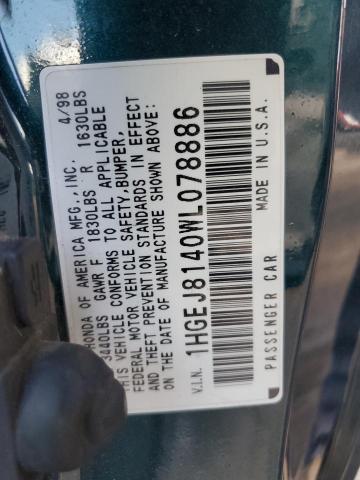 HONDA OF AMERICA MFG.,INC. 4/98
3440LBS GAWR F 1830LBS R 1630LBS
THIS VEHICLE CONFORMS TO ALL APPLICABLE
FEDERAL MOTOR VEHICLE SAFETY,BUMPER,
AND THEFT PREVENTION STANDARDS IN EFFECT
ON THE DATE OF MANUFACTURE SHOWN ABOVE:
V.I.N. 1HGEJ8140WL078886
PASSENGER CAR MADE IN U.S.A.